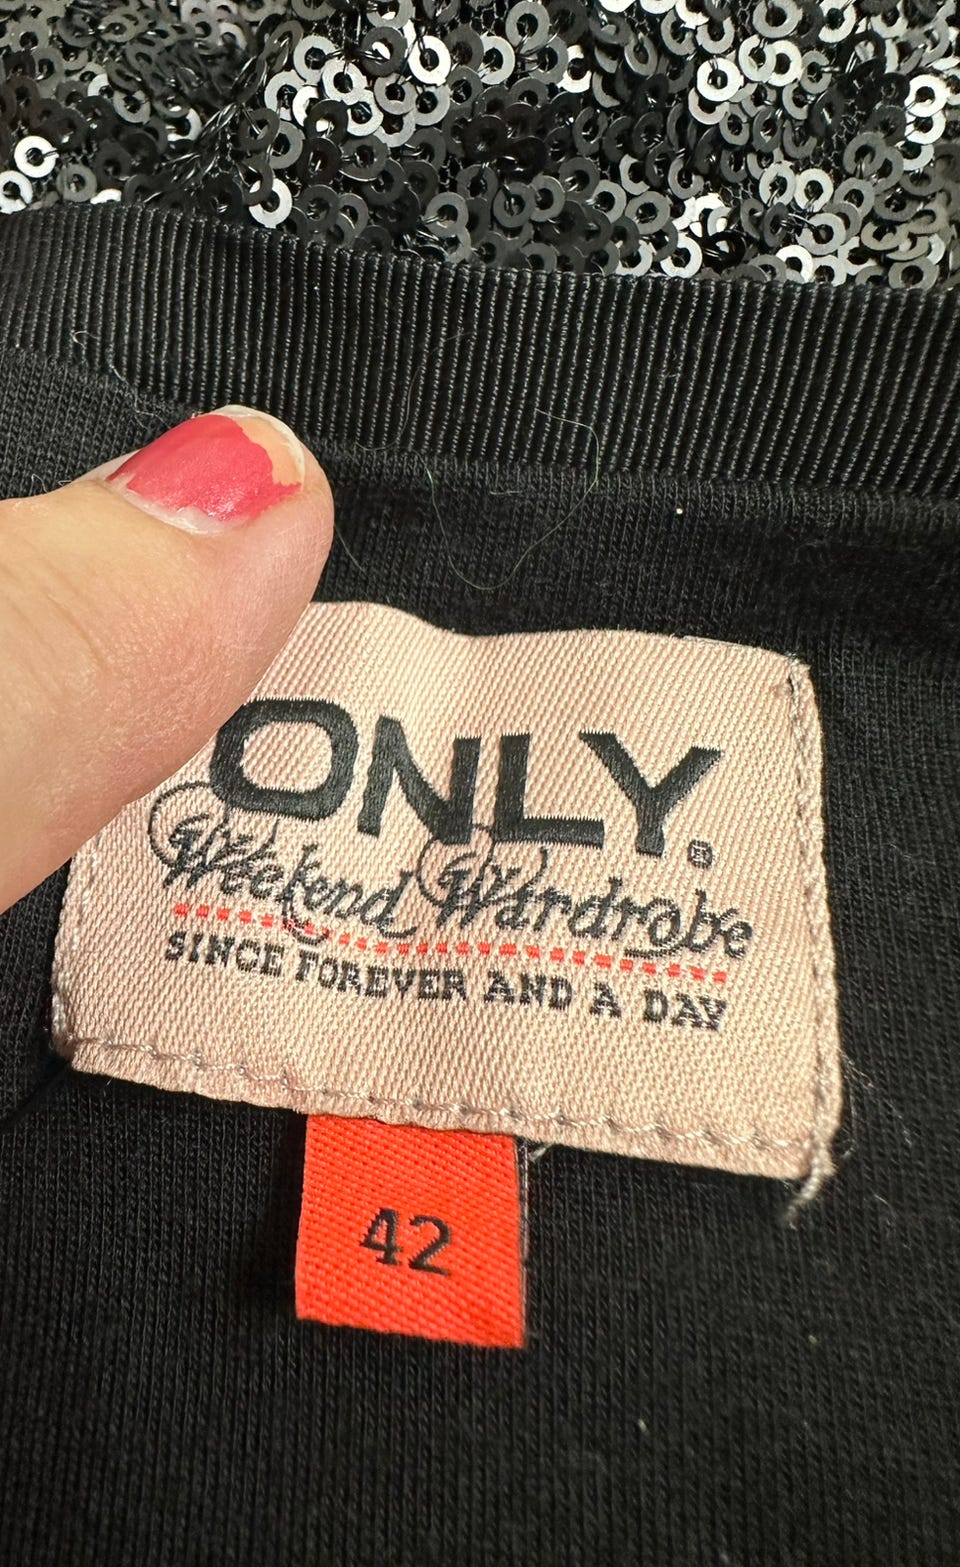 ONLY®
Weekend Wardrobe
SINCE FOREVER AND A DAY
42